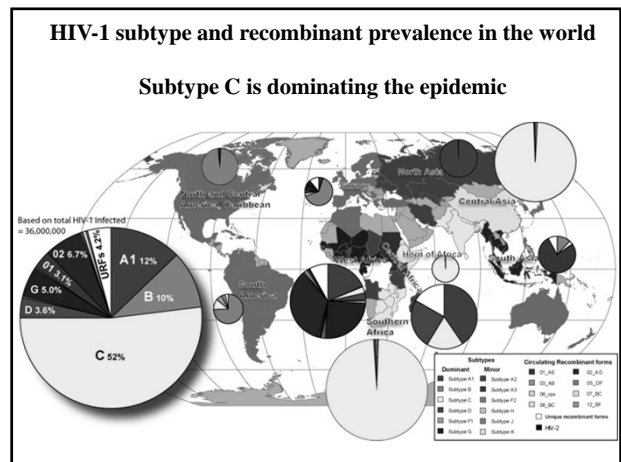 HIV-1 subtype and recombinant prevalence in the world
Subtype C is dominating the epidemic
North and Central
America, Caribbean
Europe
North Asia
Central Asia
Based on total HIV-1 infected
= 36,000,000
URFs 4.2%
02 6.7%
01 3.1%
G 5.0%
D 3.6%
A1 12%
B 10%
C 52%
West Africa
Horn of Africa
South Asia
South
America
Africa
Southern
Africa
Subtypes
Dominant Minor
Subtype A1 Subtype A2
Subtype B Subtype A3
Subtype C Subtype F2
Subtype D Subtype H
Subtype F1 Subtype J
Subtype G Subtype K
Circulating Recombinant forms
01_AE 02_AG
03_AB 05_DF
06_cpx 07_BC
08_BC 12_BF
Unique recombinant forms
HIV-2